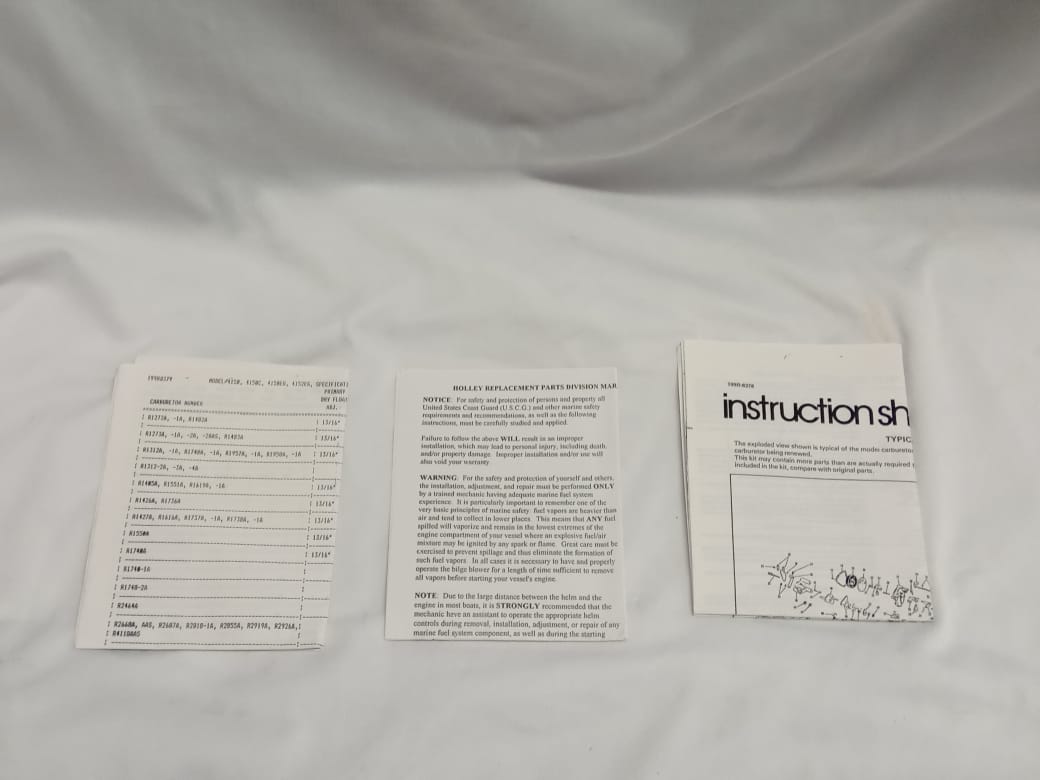 MODEL/4210, 4150C, 4150EG, 4152EG, SPECIFICATI
PRIMARY
DRY FLOAT
ADJ.
CARBURETOR NUMBER
R1273A, -1A, R1402A 13/16"
13/16"
13/16"
R1312-2A, -3A, -4A
R1405A, R1551A, R1619A, -1A 13/16"
R1426A, R1736A 13/16"
R1427A, R1616A, R1737A, -1A, R1738A, -1A 13/16"
R1550A 13/16"
R1740A 13/16"
R1740-1A
R1740-2A
R2464A
R4118AAS
HOLLEY REPLACEMENT PARTS DIVISION MAR
NOTICE: For safety and protection of persons and property all
United States Coast Guard (U.S.C.G.) and other marine safety
requirements and recommendations, as well as the following
instructions, must be carefully studied and applied.
Failure to follow the above WILL result in an improper
installation, which may lead to personal injury, including death,
and/or property damage. Improper installation and/or use will
also void your warranty
WARNING: For the safety and protection of yourself and others,
the installation, adjustment, and repair must be performed ONLY
by a trained mechanic having adequate marine fuel system
experience. It is particularly important to remember one of the
very basic principles of marine safety: fuel vapors are heavier than
air and tend to collect in lower places. This means that ANY fuel
spilled will vaporize and remain in the lowest extremes of the
engine compartment of your vessel where an explosive fuel/air
mixture may be ignited by any spark or flame. Great care must be
exercised to prevent spillage and thus eliminate the formation of
such fuel vapors. In all cases it is necessary to have and properly
operate the bilge blower for a length of time sufficient to remove
all vapors before starting your vessel's engine.
NOTE: Due to the large distance between the helm and the
engine in most boats, it is STRONGLY recommended that the
mechanic have an assistant to operate the appropriate helm
controls during removal, installation, adjustment, or repair of any
marine fuel system component, as well as during the starting
instruction sh
TYPIC
The exploded view shown is typical of the model carburetor
carburetor being renewed.
This kit may contain more parts than are actually required
included in the kit, compare with original parts.